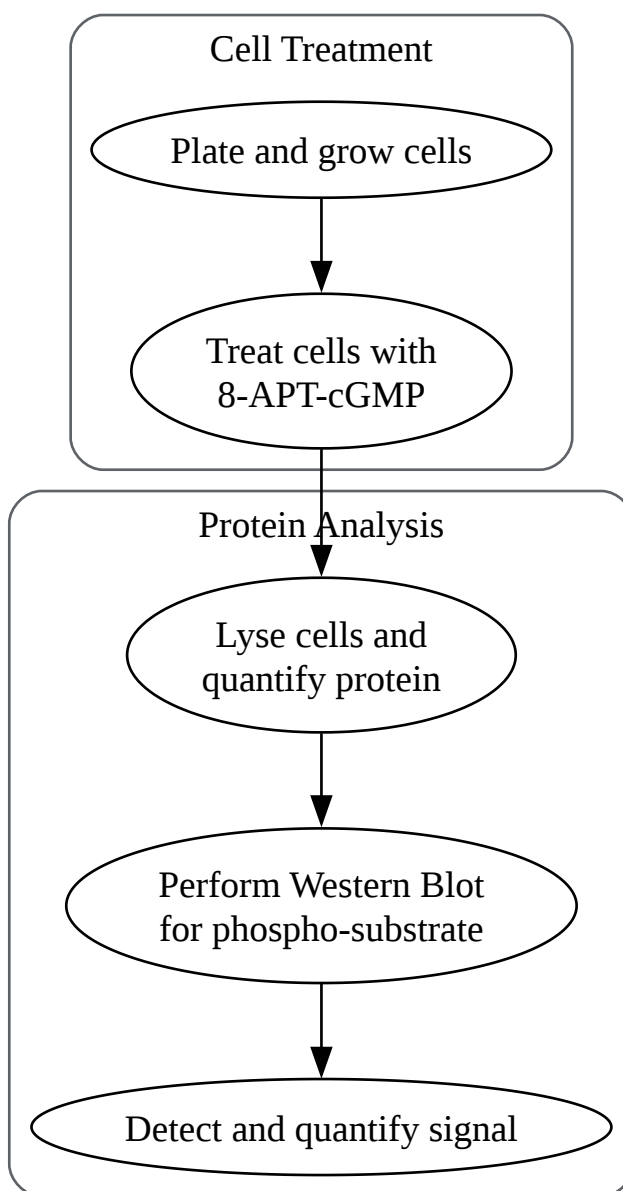 Cell Treatment
Plate and grow cells
Treat cells with
8-APT-cGMP
Protein Analysis
Lyse cells and
quantify protein
Perform Western Blot
for phospho-substrate
Detect and quantify signal